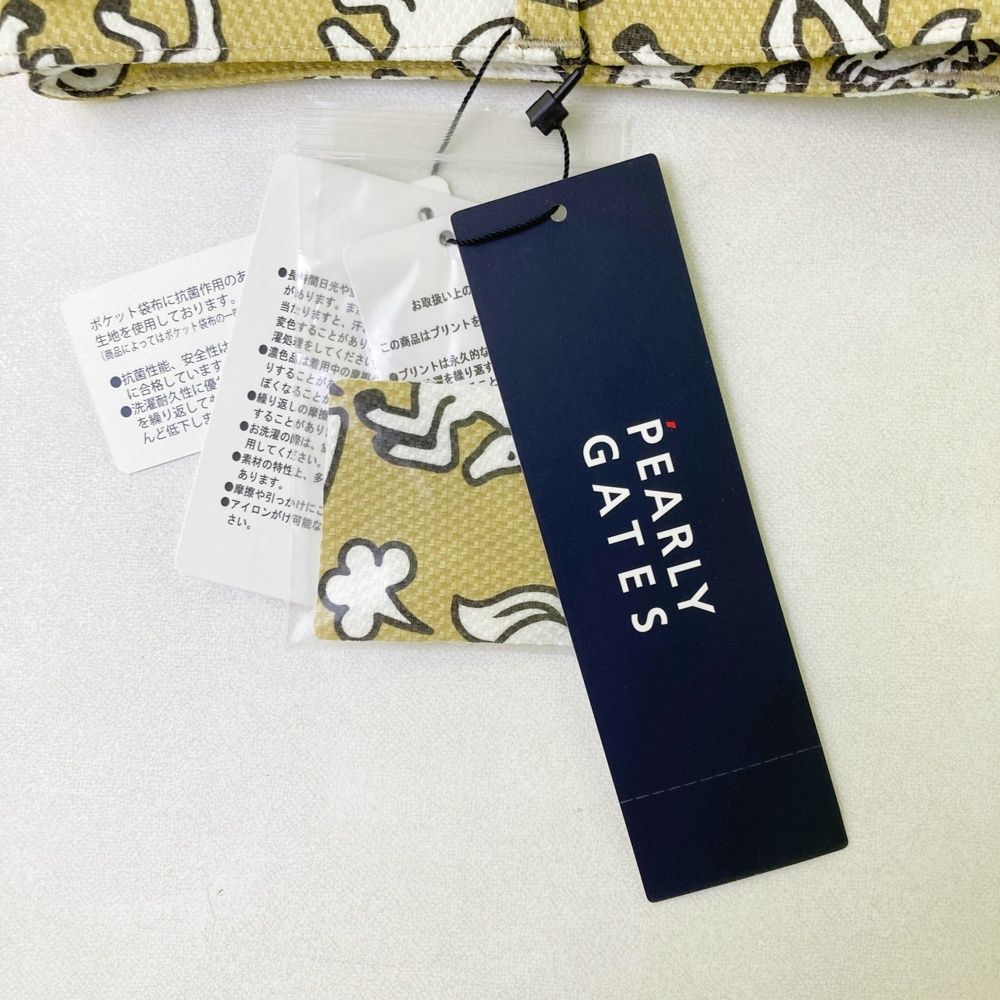 ポケット袋布に抗菌作用のあ
生地を使用しております。
(商品によってはポケット袋布の一部
●抗菌性能、安全性は
に合格しています
●洗濯耐久性に優
を繰り返しても
んど低下しま
●長時間日光や
があります。また
当たりますと、汗
変色することがあり
濯処理をしてください
●濃色品は着用中の摩擦
りすることが
ぽくなることが
●繰り返しの摩擦
することがあり
●お洗濯の際は、
用してください。
●素材の特性上、多
あります。
●摩擦や引っかけにご
●アイロンがけ可能な
さい。
お取扱い上の
この商品はプリントを
●プリントは永久的な
を繰り返す
PEARLY
GATES